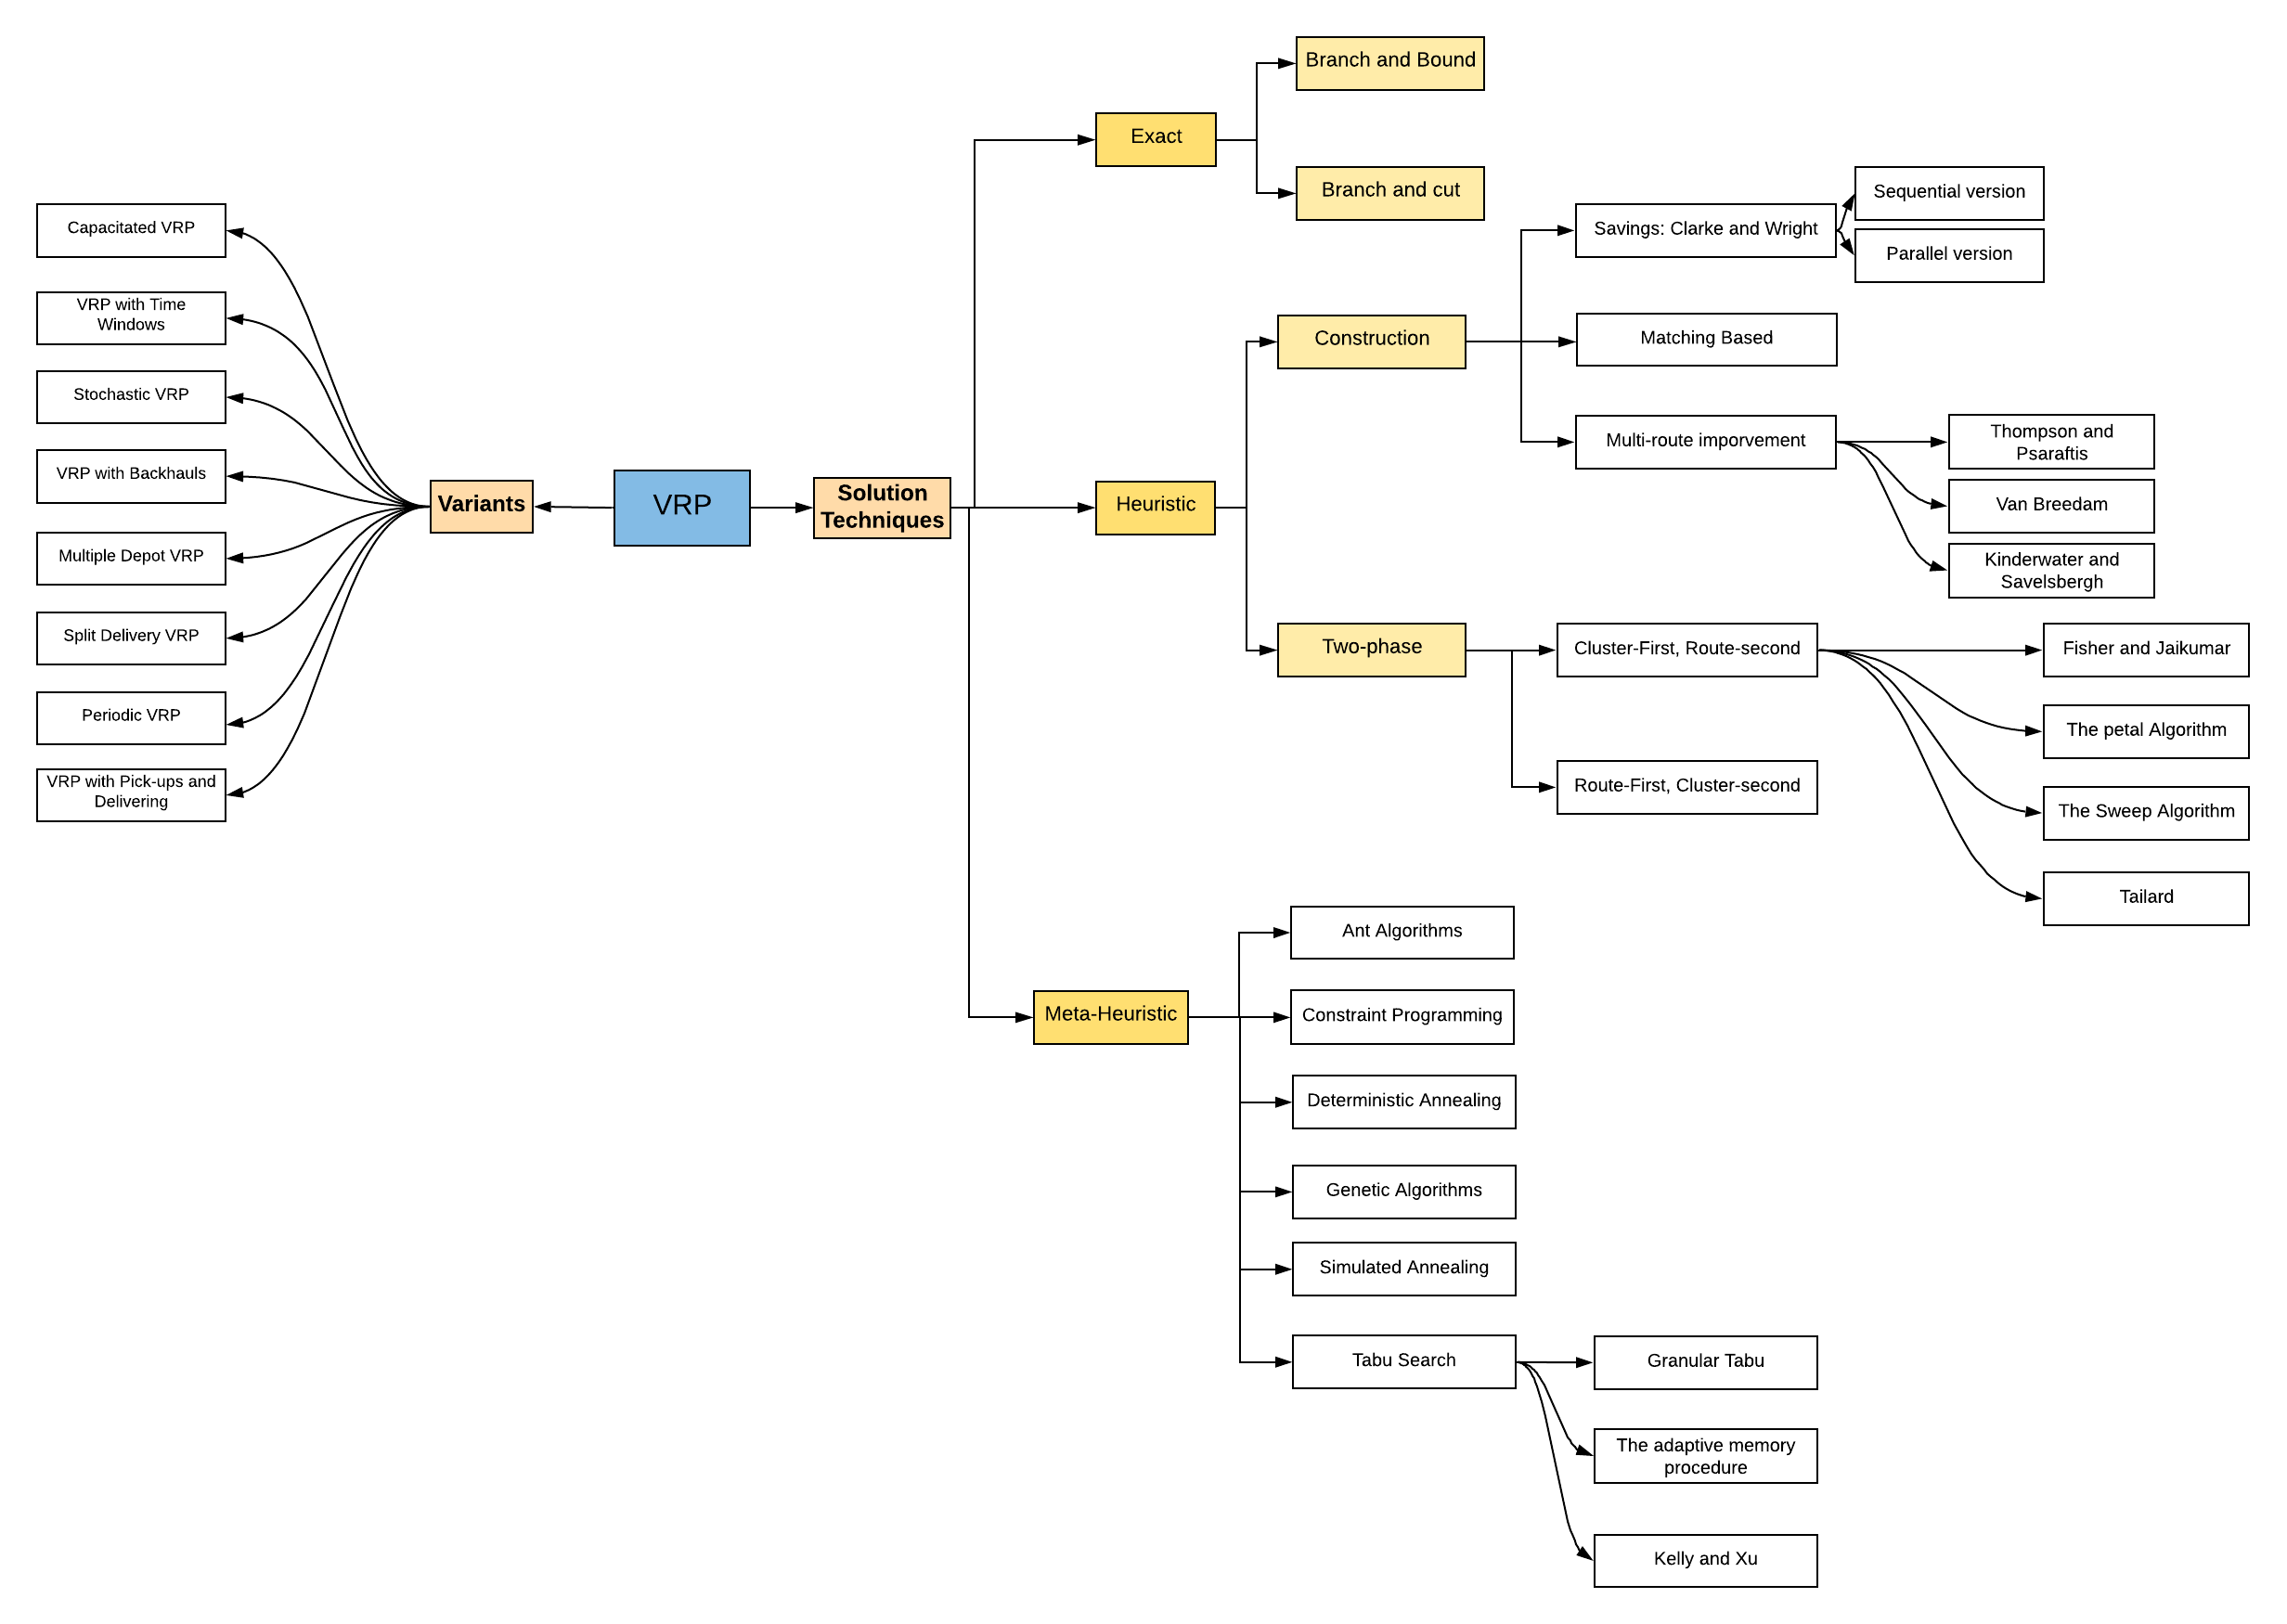 Capacitated VRP
VRP with Time
Windows
Stochastic VRP
VRP with Backhauls
Multiple Depot VRP
Split Delivery VRP
Periodic VRP
VRP with Pick-ups and
Delivering
Variants
VRP
Solution
Techniques
Exact
Branch and Bound
Branch and cut
Heuristic
Construction
Savings: Clarke and Wright
Sequential version
Parallel version
Matching Based
Multi-route imporvement
Thompson and
Psaraftis
Van Breedam
Kinderwater and
Savelsbergh
Two-phase
Cluster-First, Route-second
Fisher and Jaikumar
The petal Algorithm
The Sweep Algorithm
Tailard
Route-First, Cluster-second
Meta-Heuristic
Ant Algorithms
Constraint Programming
Deterministic Annealing
Genetic Algorithms
Simulated Annealing
Tabu Search
Granular Tabu
The adaptive memory
procedure
Kelly and Xu